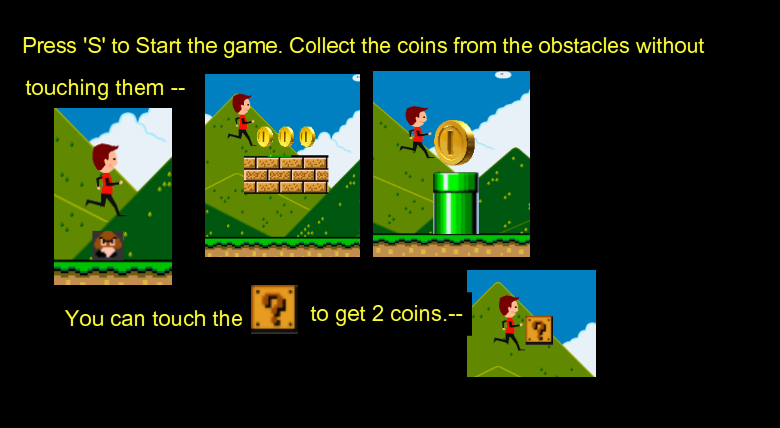 Press 'S' to Start the game. Collect the coins from the obstacles without
touching them --
You can touch the ? to get 2 coins.--
?